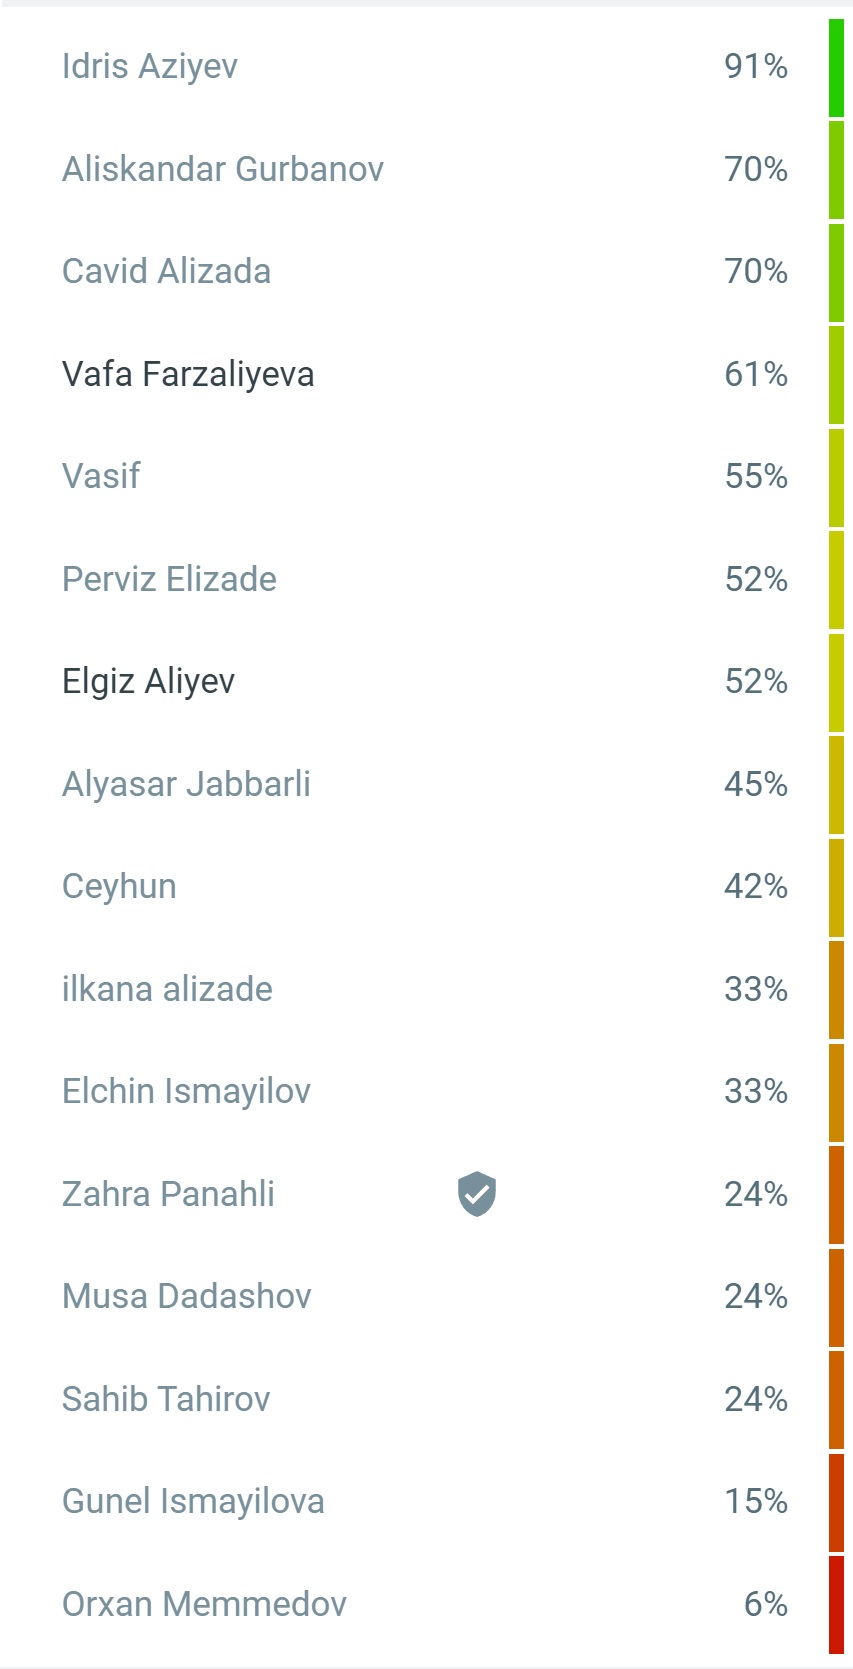 Idris Aziyev 91%
Aliskandar Gurbanov 70%
Cavid Alizada 70%
Vafa Farzaliyeva 61%
Vasif 55%
Perviz Elizade 52%
Elgiz Aliyev 52%
Alyasar Jabbarli 45%
Ceyhun 42%
ilkana alizade 33%
Elchin Ismayilov 33%
Zahra Panahli 24%
Musa Dadashov 24%
Sahib Tahirov 24%
Gunel Ismayilova 15%
Orxan Memmedov 6%